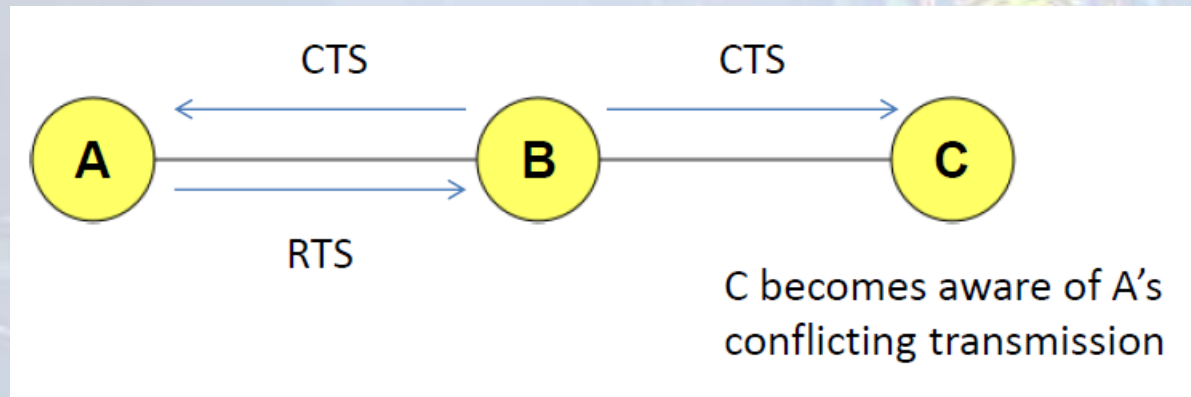 CTS
CTS
A
B
C
RTS
C becomes aware of A’s
conflicting transmission